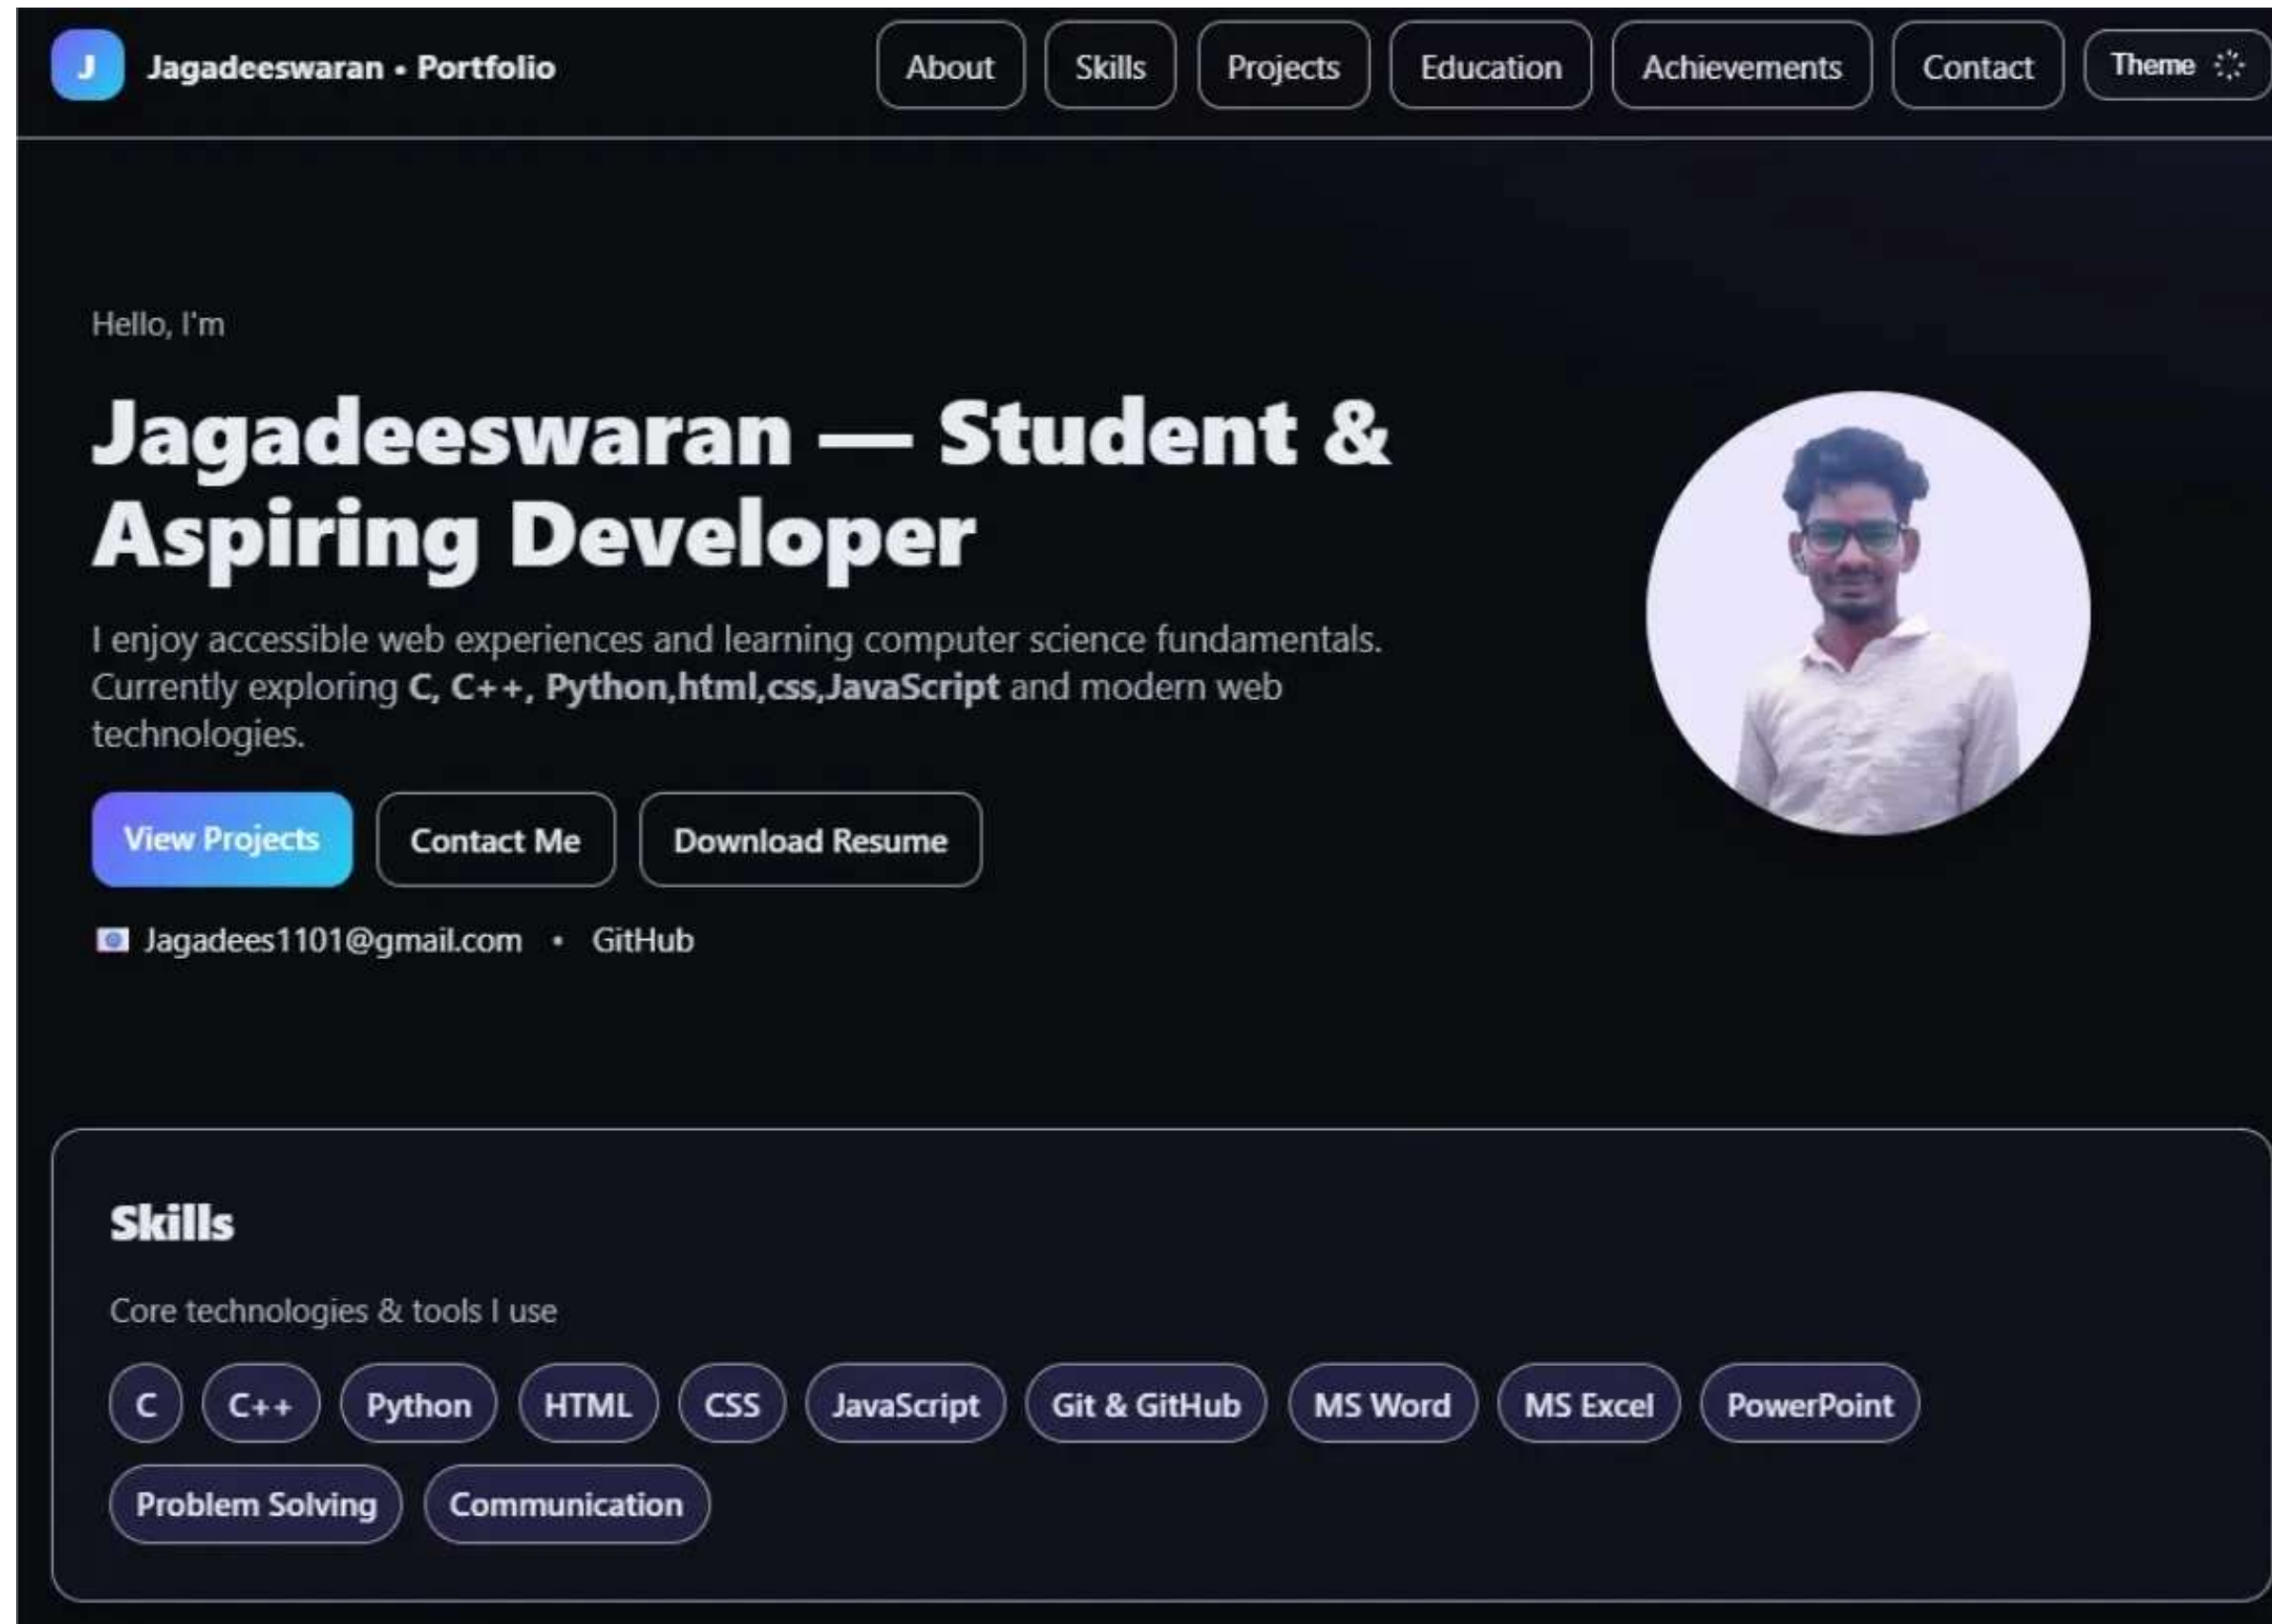 J Jagadeeswaran • Portfolio About Skills Projects Education Achievements Contact Theme
Hello, I'm
Jagadeeswaran — Student &
Aspiring Developer
I enjoy accessible web experiences and learning computer science fundamentals.
Currently exploring C, C++, Python,html,css,JavaScript and modern web
technologies.
View Projects Contact Me Download Resume
Jagadees1101@gmail.com • GitHub
Skills
Core technologies & tools I use
C C++ Python HTML CSS JavaScript Git & GitHub MS Word MS Excel PowerPoint
Problem Solving Communication